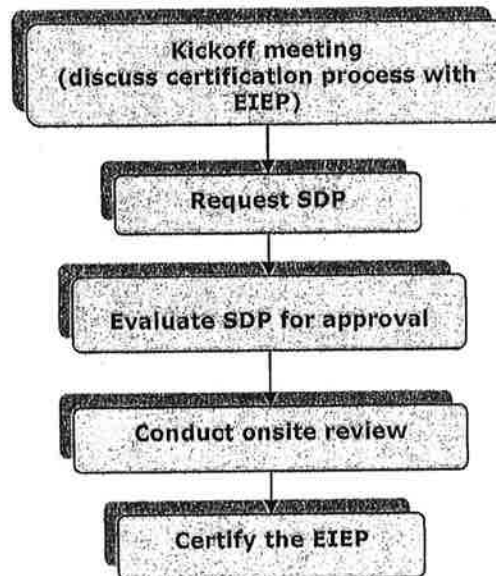 Kickoff meeting
(discuss certification process with
EIEP)
Request SDP
Evaluate SDP for approval
Conduct onsite review
Certify the EIEP